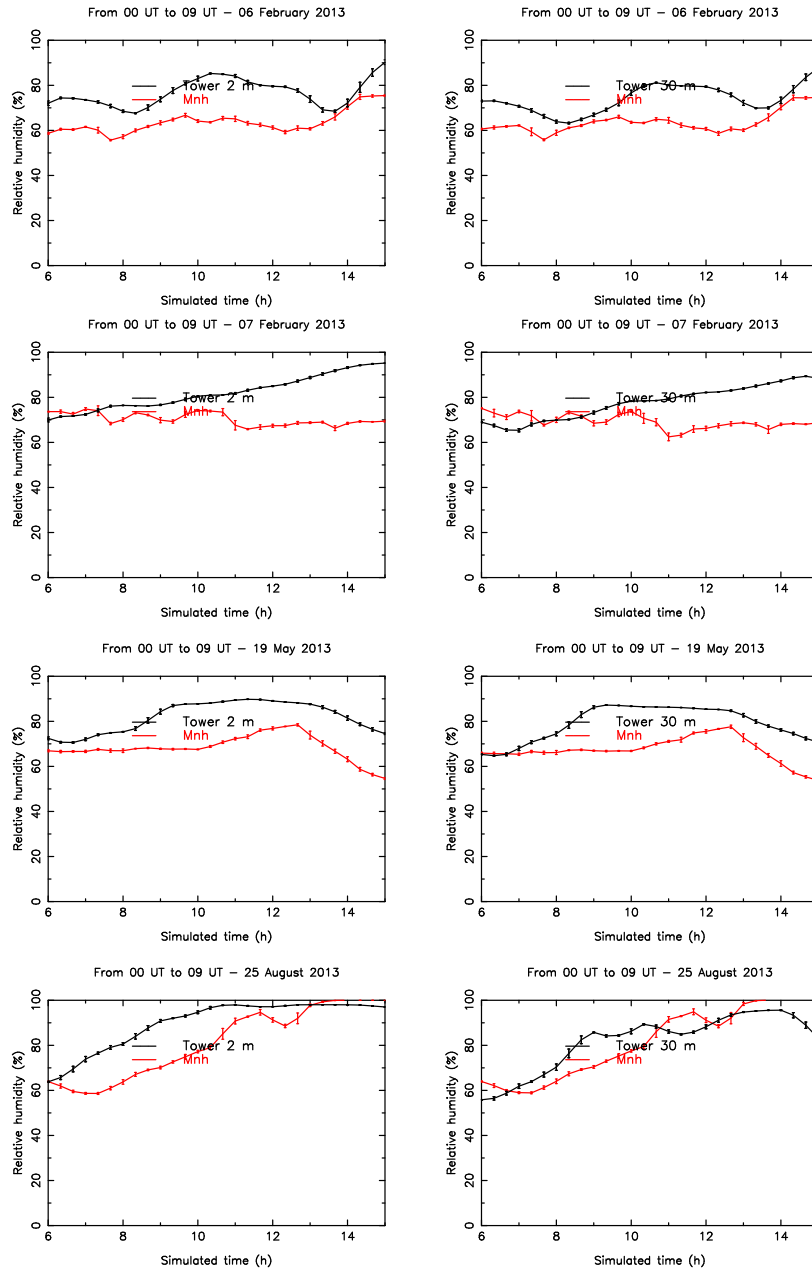 From 00 UT to 09 UT - 06 February 2013
100
80
60
40
20
0
Relative humidity (%)
Tower 2 m
Mnh
6 8 10 12 14
Simulated time (h)
From 00 UT to 09 UT - 06 February 2013
100
80
60
40
20
0
Relative humidity (%)
Tower 30 m
Mnh
6 8 10 12 14
Simulated time (h)
From 00 UT to 09 UT - 07 February 2013
100
80
60
40
20
0
Relative humidity (%)
Tower 2 m
Mnh
6 8 10 12 14
Simulated time (h)
From 00 UT to 09 UT - 07 February 2013
100
80
60
40
20
0
Relative humidity (%)
Tower 30 m
Mnh
6 8 10 12 14
Simulated time (h)
From 00 UT to 09 UT - 19 May 2013
100
80
60
40
20
0
Relative humidity (%)
Tower 2 m
Mnh
6 8 10 12 14
Simulated time (h)
From 00 UT to 09 UT - 19 May 2013
100
80
60
40
20
0
Relative humidity (%)
Tower 30 m
Mnh
6 8 10 12 14
Simulated time (h)
From 00 UT to 09 UT - 25 August 2013
100
80
60
40
20
0
Relative humidity (%)
Tower 2 m
Mnh
6 8 10 12 14
Simulated time (h)
From 00 UT to 09 UT - 25 August 2013
100
80
60
40
20
0
Relative humidity (%)
Tower 30 m
Mnh
6 8 10 12 14
Simulated time (h)